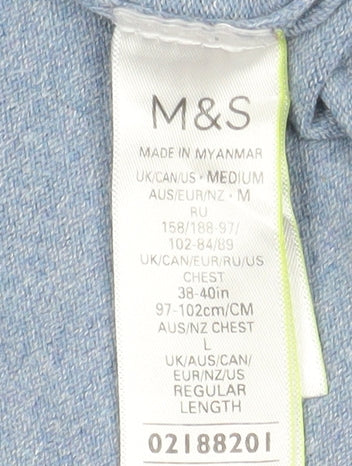 M&S
MADE IN MYANMAR
UK/CAN/US · MEDIUM
AUS/EUR/NZ · M
RU
158/188-97/
102-84/89
UK/CAN/EUR/RU/US
CHEST
38-40in
97-102cm/CM
AUS/NZ CHEST
L
UK/AUS/CAN/
EUR/NZ/US
REGULAR
LENGTH
02188201